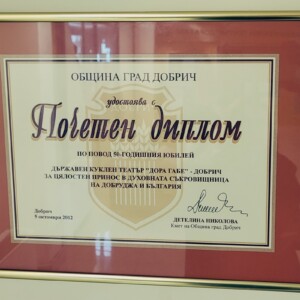 ОБЩИНА ГРАД ДОБРИЧ
удостоява с
Почетен диплом
ПО ПОВОД 50-ГОДИШНИЯ ЮБИЛЕЙ
ДЪРЖАВЕН КУКЛЕН ТЕАТЪР "ДОРА ГАБЕ" - ДОБРИЧ
ЗА ЦЯЛОСТЕН ПРИНОС В ДУХОВНАТА СЪКРОВИЩНИЦА
НА ДОБРУДЖА И БЪЛГАРИЯ
Добрич
9 октомври 2012
ДЕТЕЛИНА НИКОЛОВА
Кмет на Община град Добрич